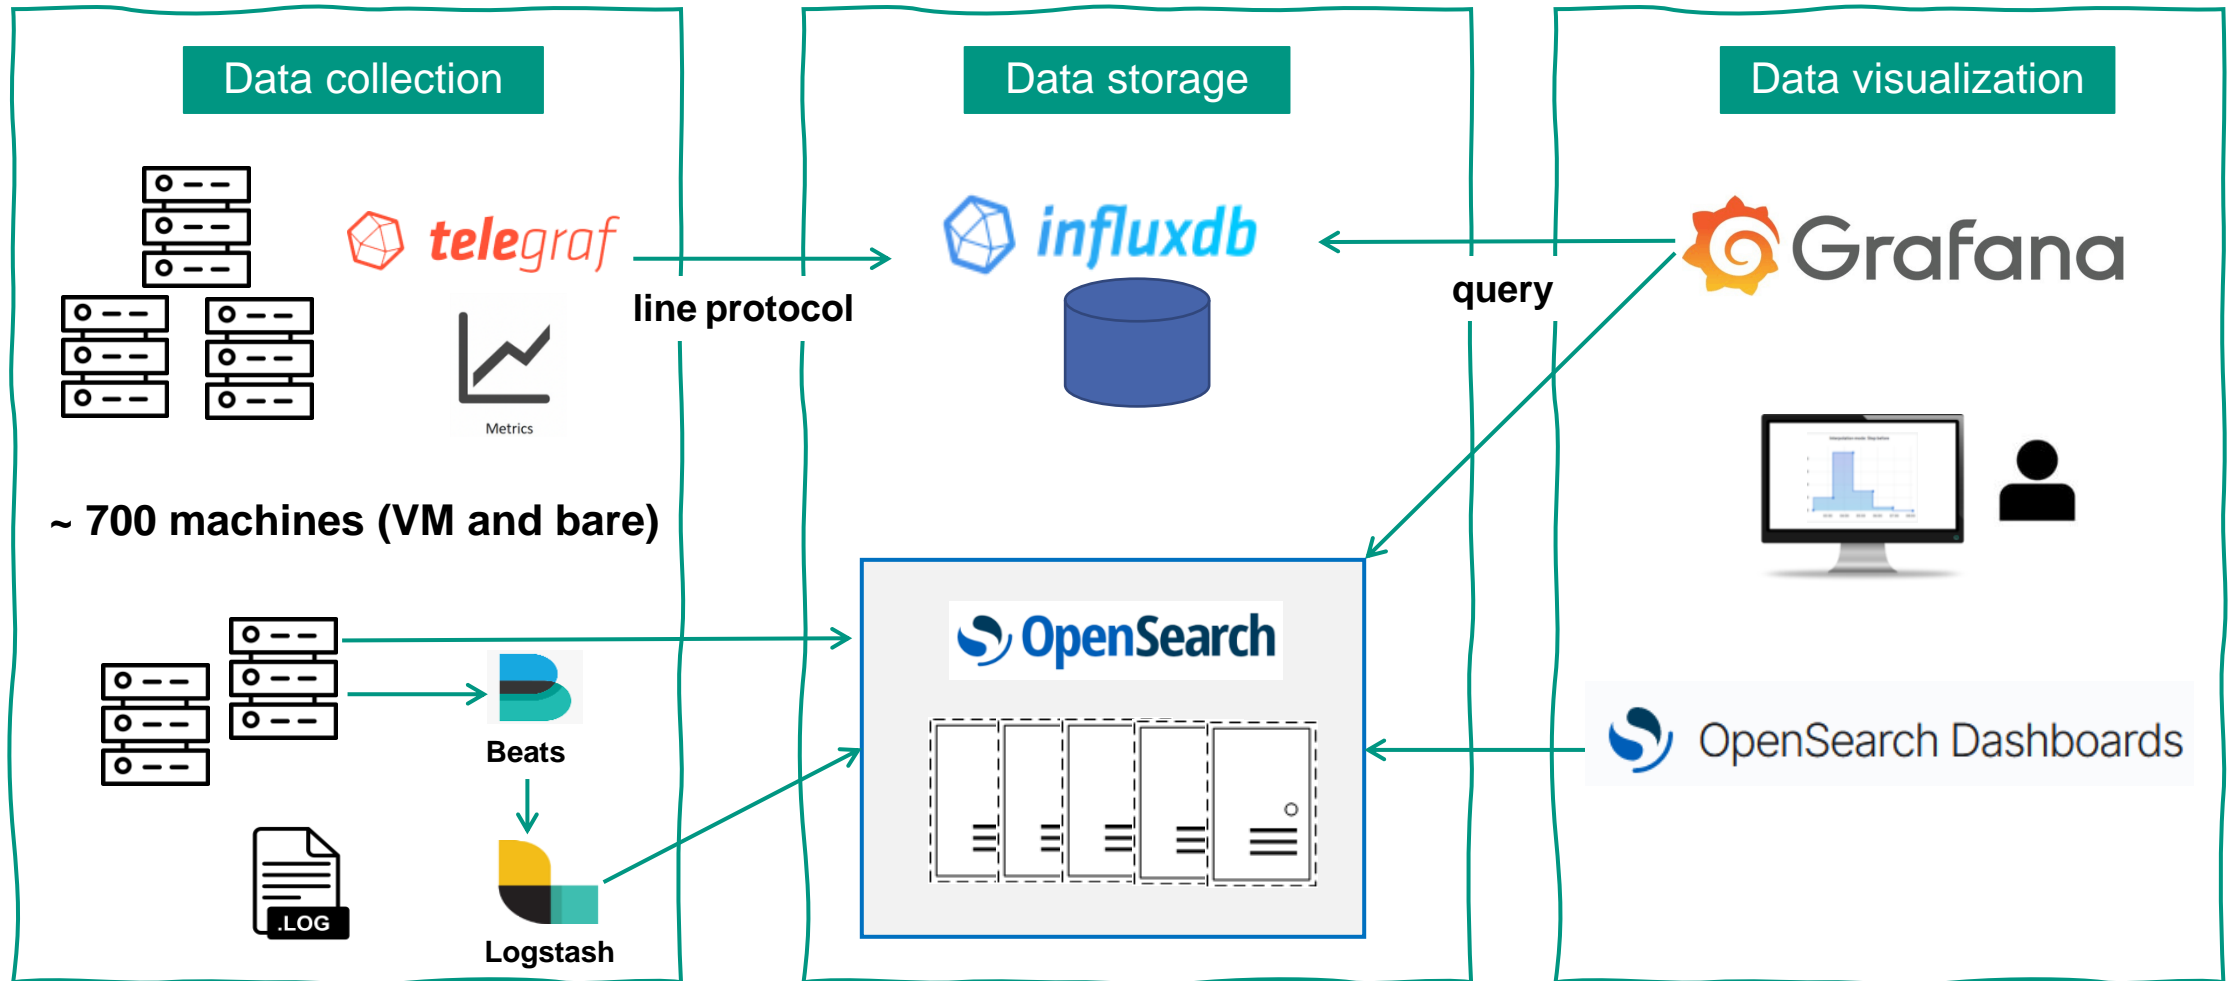 Data collection
telegraf
Metrics
~ 700 machines (VM and bare)
Beats
.LOG
Logstash
line protocol
Data storage
influxdb
OpenSearch
query
Data visualization
Grafana
OpenSearch Dashboards